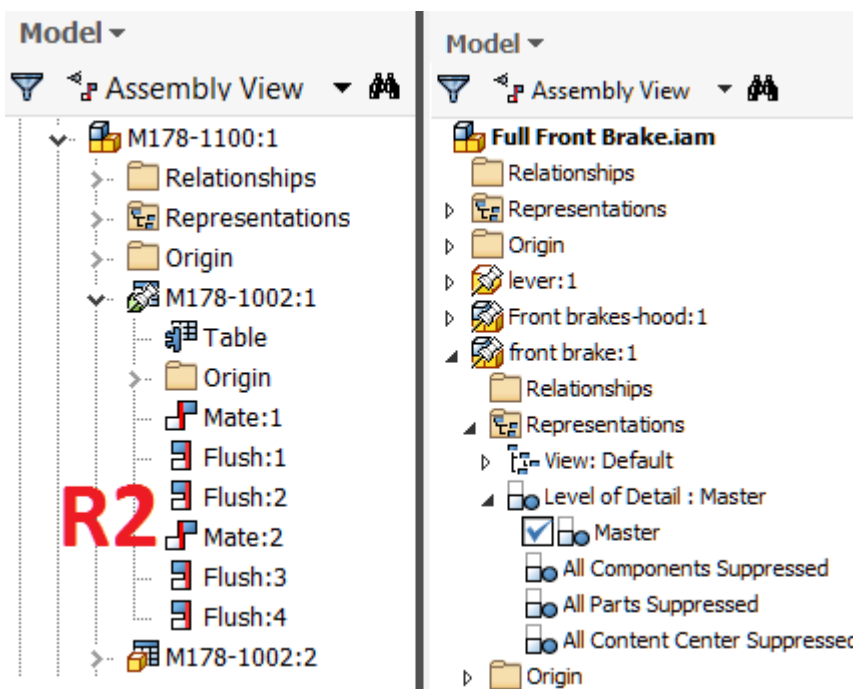 Model
Assembly View
M178-1100:1
Relationships
Representations
Origin
M178-1002:1
Table
Origin
Mate:1
Flush:1
Flush:2
R2
Mate:2
Flush:3
Flush:4
M178-1002:2
Model
Assembly View
Full Front Brake.iam
Relationships
Representations
Origin
lever:1
Front brakes-hood:1
front brake:1
Relationships
Representations
View: Default
Level of Detail : Master
Master
All Components Suppressed
All Parts Suppressed
All Content Center Suppressed
Origin